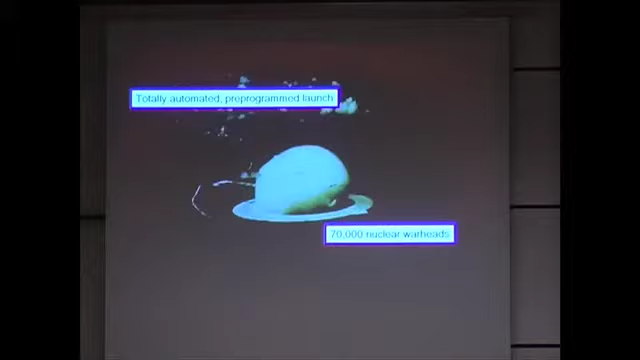 Totally automated, preprogrammed launch
70,000 nuclear warheads